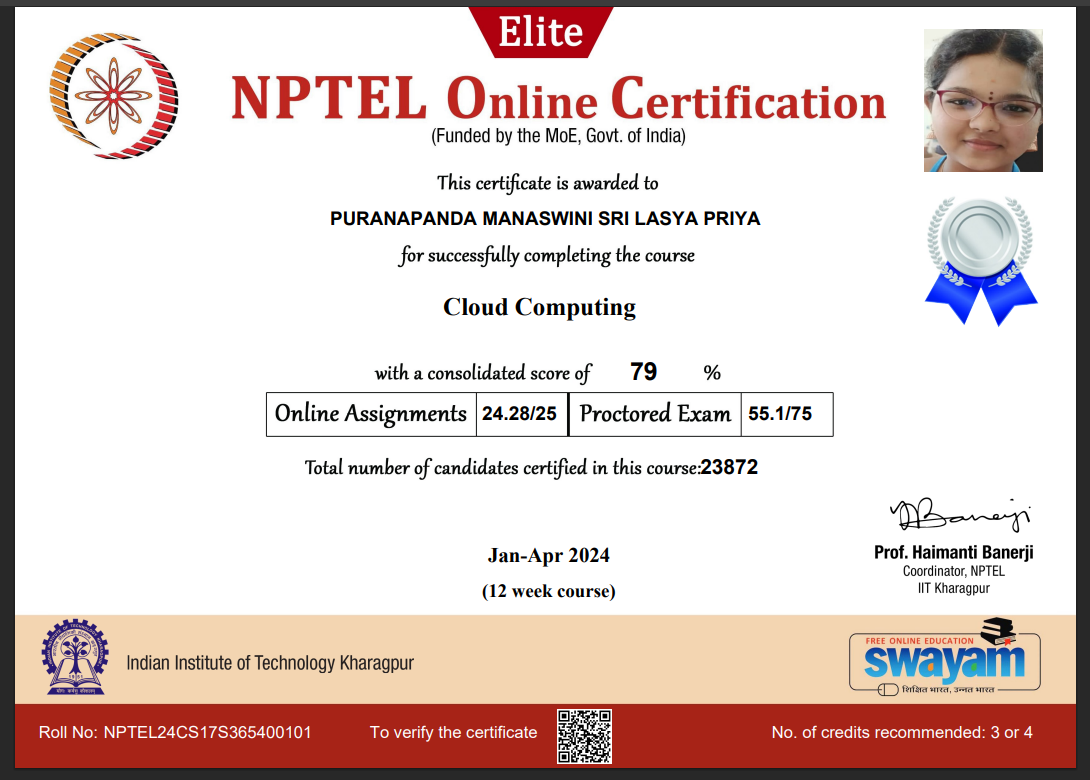 Elite
NPTEL Online Certification
(Funded by the MoE, Govt. of India)
This certificate is awarded to
PURANAPANDA MANASWINI SRI LASYA PRIYA
for successfully completing the course
Cloud Computing
with a consolidated score of 79 %
Online Assignments 24.28/25 Proctored Exam 55.1/75
Total number of candidates certified in this course:23872
Jan-Apr 2024
(12 week course)
Prof. Haimanti Banerji
Coordinator, NPTEL
IIT Kharagpur
Indian Institute of Technology Kharagpur
FREE ONLINE EDUCATION
swayam
शिक्षित भारत, उन्नत भारत
Roll No: NPTEL24CS17S365400101
To verify the certificate
No. of credits recommended: 3 or 4